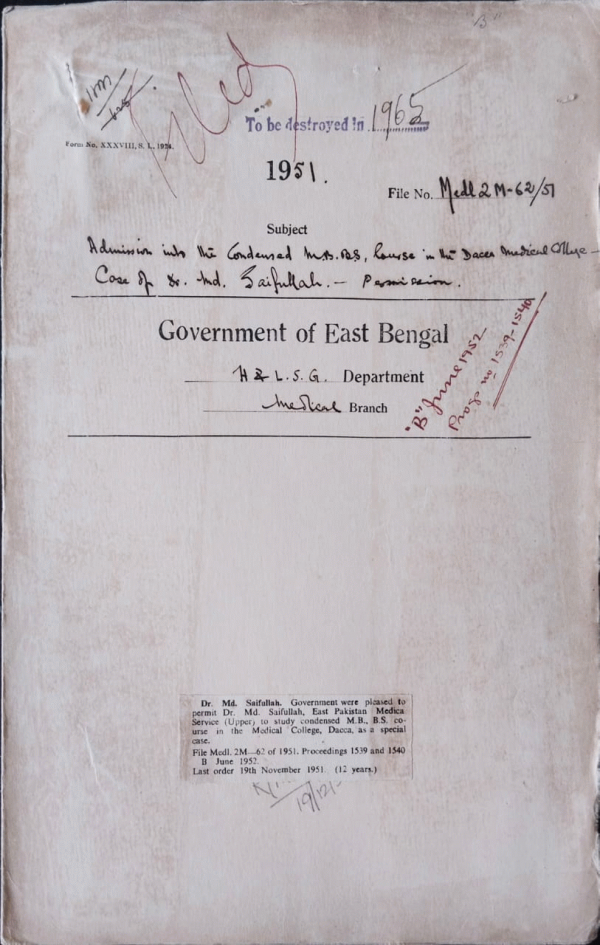 "B"
To be destroyed in 1965
Form No. XXXVIII, S. L., 1924.
1951.
File No. Medl 2M-62/51
Subject
Admission into the Condensed M.B.B.S, Course in the Dacca Medical College —
Case of Dr. Md. Saifullah. — Permission.
Government of East Bengal
H & L.S.G. Department
Medical Branch
"B" June 1952
Progs no 1539-1540
Dr. Md. Saifullah. Government were pleased to
permit Dr. Md. Saifullah, East Pakistan Medica
Service (Upper) to study condensed M.B., B.S. co-
urse in the Medical College, Dacca, as a special
case.
File Medl. 2M—62 of 1951. Proceedings 1539 and 1540
B June 1952.
Last order 19th November 1951. (12 years.)